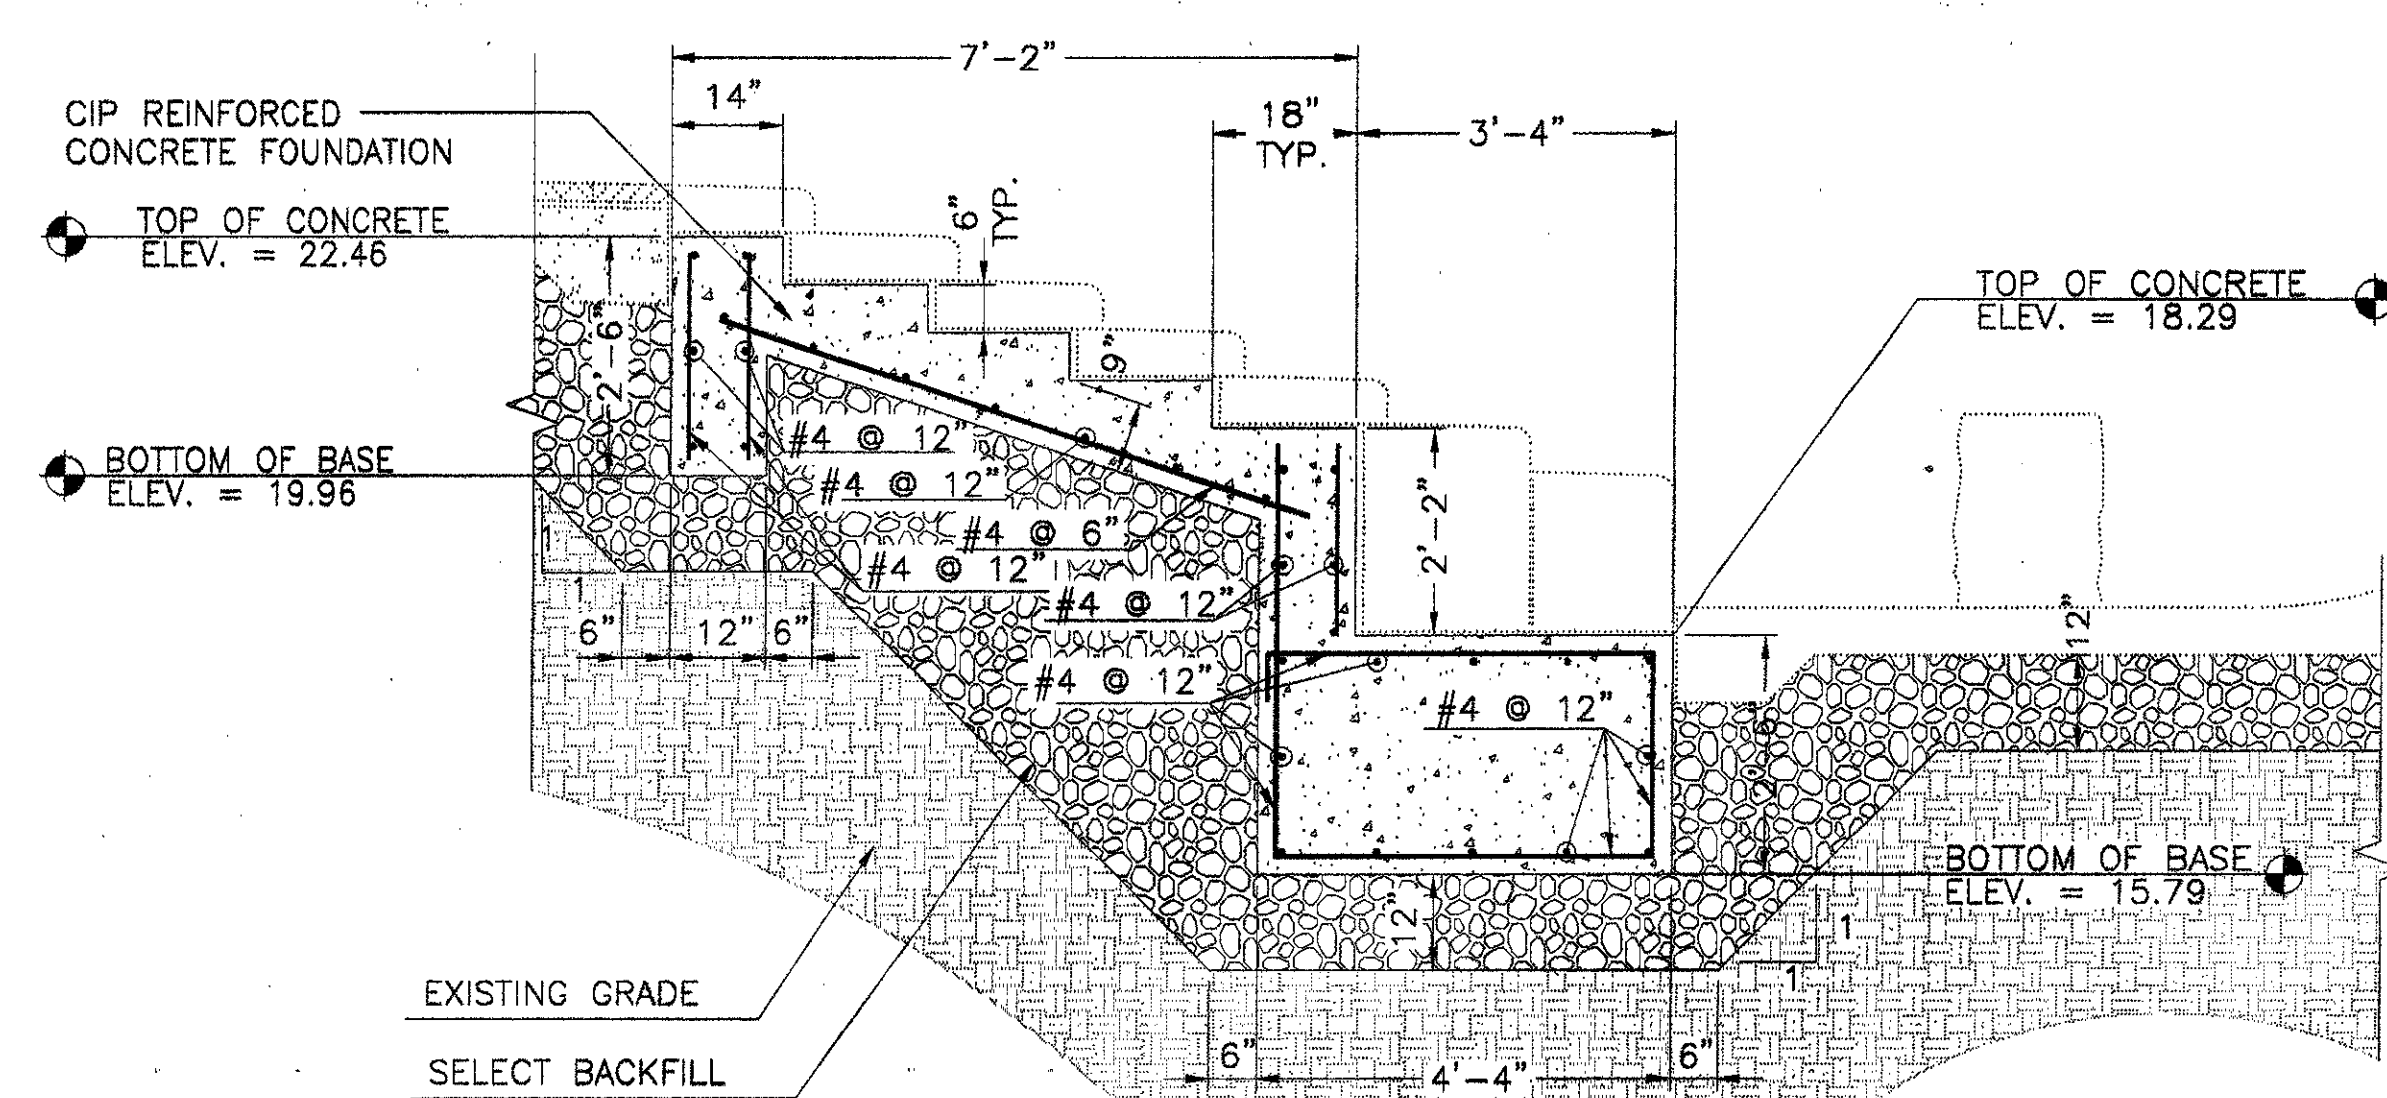 7'-2"
14"
CIP REINFORCED
CONCRETE FOUNDATION
18"
TYP.
3'-4"
6"
TYP.
TOP OF CONCRETE
ELEV. = 22.46
TOP OF CONCRETE
ELEV. = 18.29
2'-6"
9"
#4 @ 12"
BOTTOM OF BASE
ELEV. = 19.96
#4 @ 12"
#4 @ 6"
2'-2"
#4 @ 12"
1
1
#4 @ 12"
6"
12"
6"
12"
#4 @ 12"
#4 @ 12"
2'-6"
BOTTOM OF BASE
ELEV. = 15.79
12"
1
1
EXISTING GRADE
6"
4'-4"
6"
SELECT BACKFILL